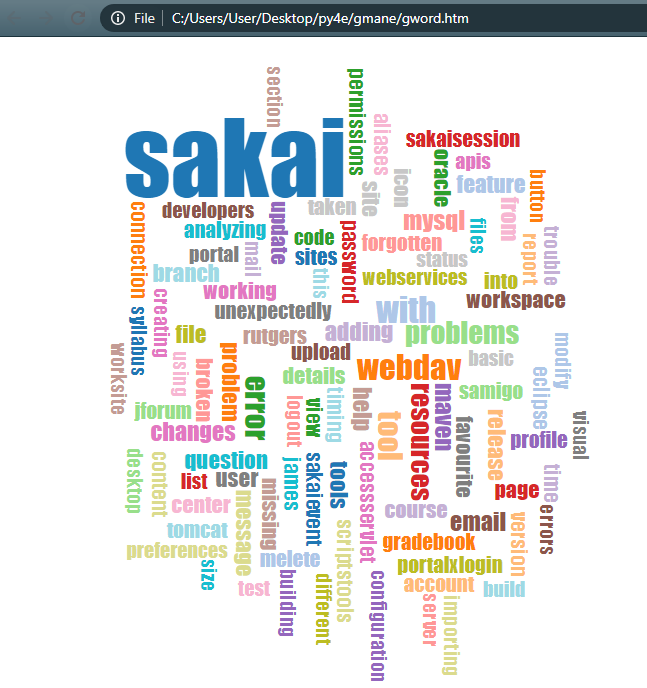 File
C:/Users/User/Desktop/py4e/gmane/gword.htm
section
permissions
sakai
aliases
sakaisession
oracle
apis
icon
site
feature
button
connection
developers
update
taken
from
analyzing
code
password
mysql
files
trouble
report
portal
mail
sites
forgotten
status
branch
this
webservices
into
working
creating
with
workspace
unexpectedly
syllabus
file
rutgers
adding
problems
worksite
using
broken
problem
upload
webdav
basic
modify
eclipse
error
details
timing
help
resources
maven
samigo
jforum
logout
view
tool
favourite
release
visual
changes
profile
desktop
content
question
james
sakaievent
tools
accessservlet
list
user
message
missing
page
time
errors
center
course
email
version
tomcat
scriptstools
gradebook
preferences
melete
portalxlogin
size
test
building
different
configuration
account
build
server
importing